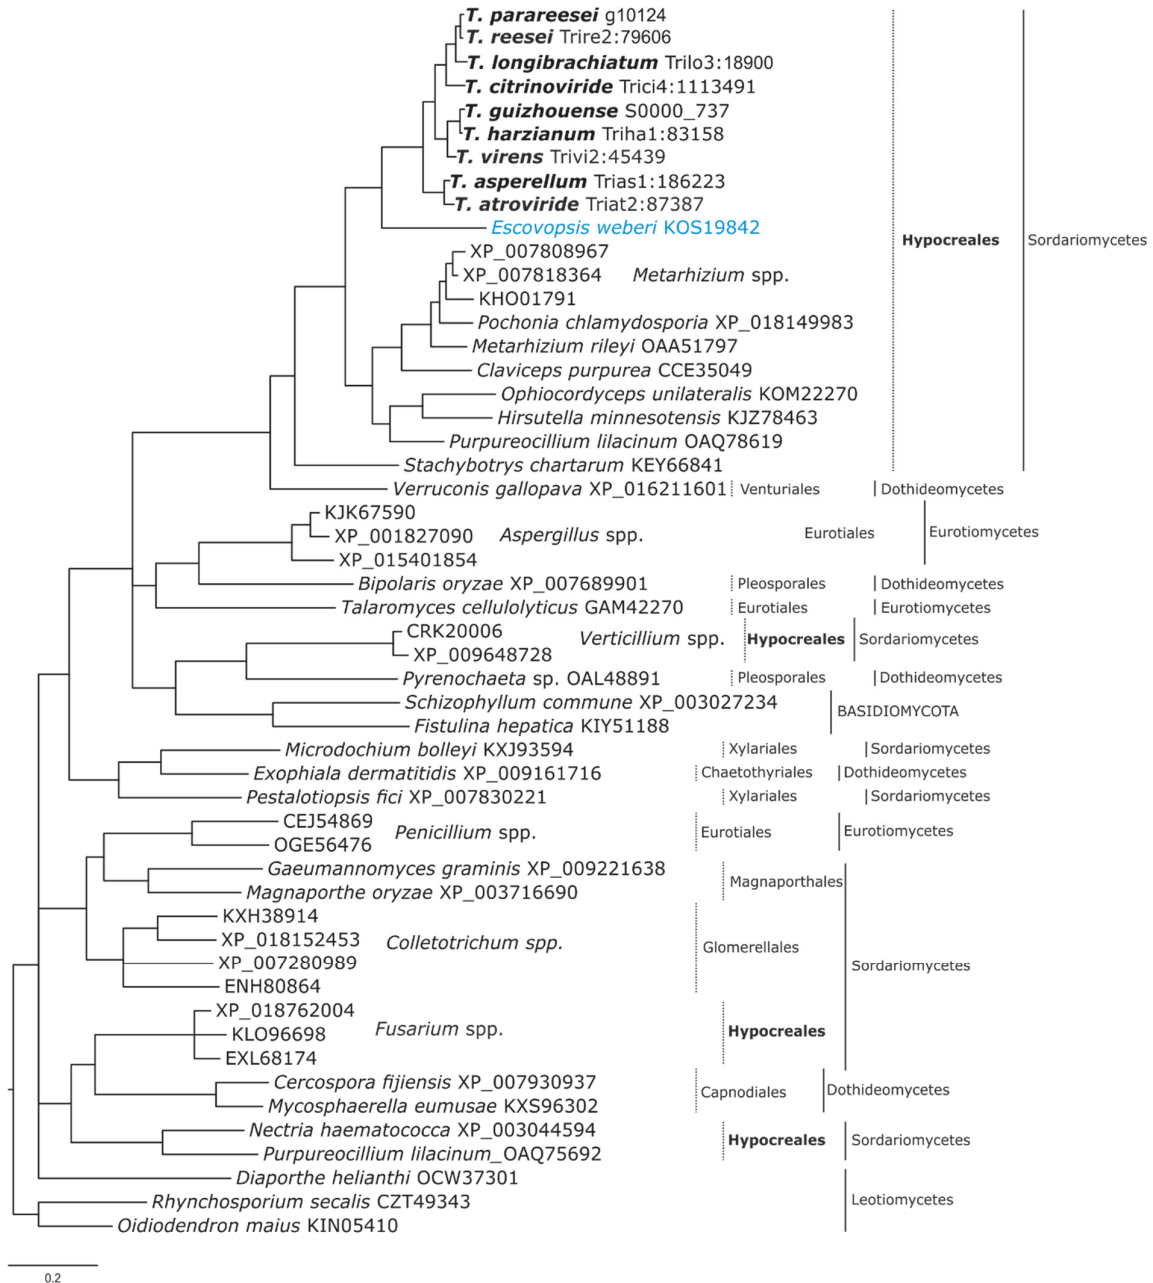 T. parareesei g10124
T. reesei Trire2:79606
T. longibrachiatum Trilo3:18900
T. citrinoviride Trici4:1113491
T. guizhouense S0000_737
T. harzianum Triha1:83158
T. virens Trivi2:45439
T. asperellum Trias1:186223
T. atroviride Triat2:87387
Escovopsis weberi KOS19842
Hypocreales Sordariomycetes
XP_007808967
XP_007818364 Metarhizium spp.
KHO01791
Pochonia chlamydosporia XP_018149983
Metarhizium rileyi OAA51797
Claviceps purpurea CCE35049
Ophiocordyceps unilateralis KOM22270
Hirsutella minnesotensis KJZ78463
Purpureocillium lilacinum OAQ78619
Stachybotrys chartarum KEY66841
Verruconis gallopava XP_016211601 Venturiales Dothideomycetes
KJK67590
XP_001827090 Aspergillus spp. Eurotiales Eurotiomycetes
XP_015401854
Bipolaris oryzae XP_007689901 Pleosporales Dothideomycetes
Talaromyces cellulolyticus GAM42270 Eurotiales Eurotiomycetes
CRK20006
Verticillium spp. Hypocreales Sordariomycetes
XP_009648728
Pyrenochaeta sp. OAL48891 Pleosporales Dothideomycetes
Schizophyllum commune XP_003027234
BASIDIOMYCOTA
Fistulina hepatica KIY51188
Microdochium bolleyi KXJ93594 Xylariales Sordariomycetes
Exophiala dermatitidis XP_009161716 Chaetothyriales Dothideomycetes
Pestalotiopsis fici XP_007830221 Xylariales Sordariomycetes
CEJ54869
Penicillium spp. Eurotiales Eurotiomycetes
OGE56476
Gaeumannomyces graminis XP_009221638
Magnaporthales
Magnaporthe oryzae XP_003716690
KXH38914
XP_018152453 Colletotrichum spp. Glomerellales
XP_007280989 Sordariomycetes
ENH80864
XP_018762004
KLO96698 Fusarium spp. Hypocreales
EXL68174
Cercospora fijiensis XP_007930937
Capnodiales Dothideomycetes
Mycosphaerella eumusae KXS96302
Nectria haematococca XP_003044594
Hypocreales Sordariomycetes
Purpureocillium lilacinum_OAQ75692
Diaporthe helianthi OCW37301
Rhynchosporium secalis CZT49343 Leotiomycetes
Oidiodendron maius KIN05410
0.2